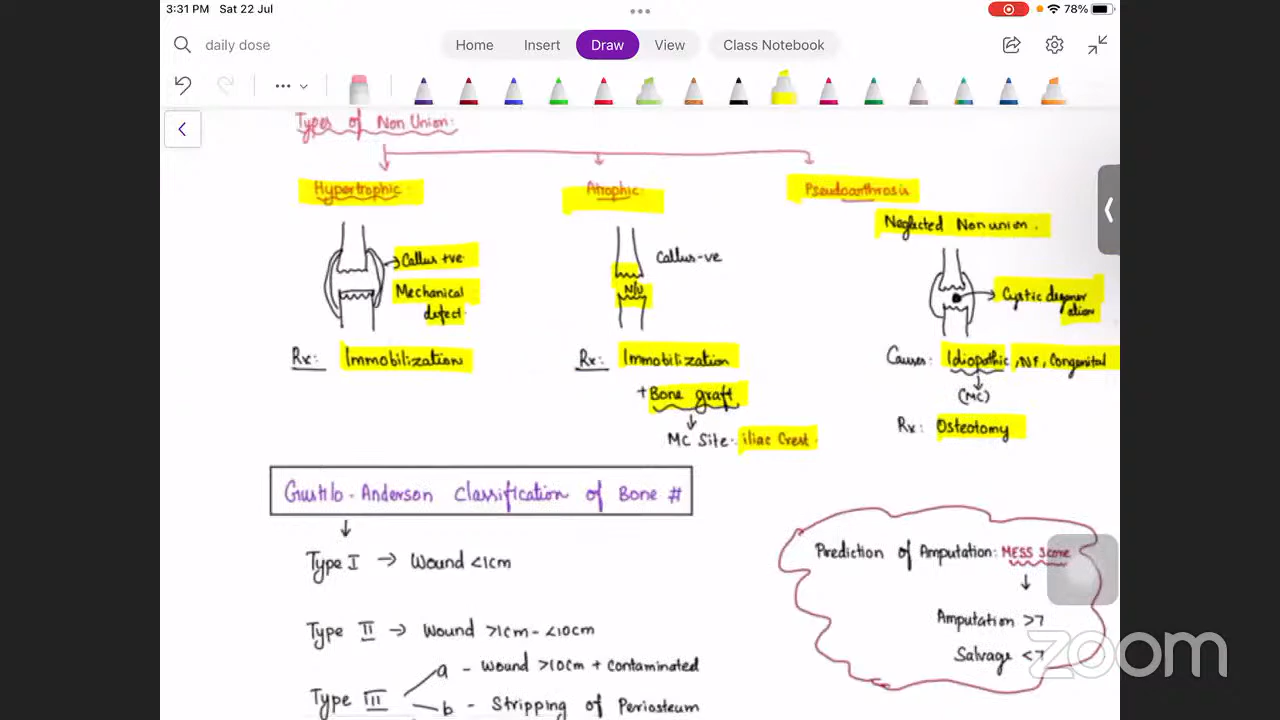 3:31 PM Sat 22 Jul
78%
daily dose
Home Insert Draw View Class Notebook
Types of Non Union:
Hypertrophic
Callus +ve
Mechanical
defect
Rx: Immobilization
Atrophic
Callus-ve
N/U
Rx: Immobilization
+ Bone graft
MC Site: iliac Crest
Pseudoarthrosis
Neglected Nonunion.
Cystic degener
ation
Causes: Idiopathic, NF, Congenital
(MC)
Rx: Osteotomy
Gustilo-Anderson Classification of Bone #
Type I → Wound <1cm
Type II → Wound >1cm - <10cm
Type III
a - Wound >10cm + contaminated
b - Stripping of Periosteum
Prediction of Amputation: MESS Score
Amputation >7
Salvage <7
zoom